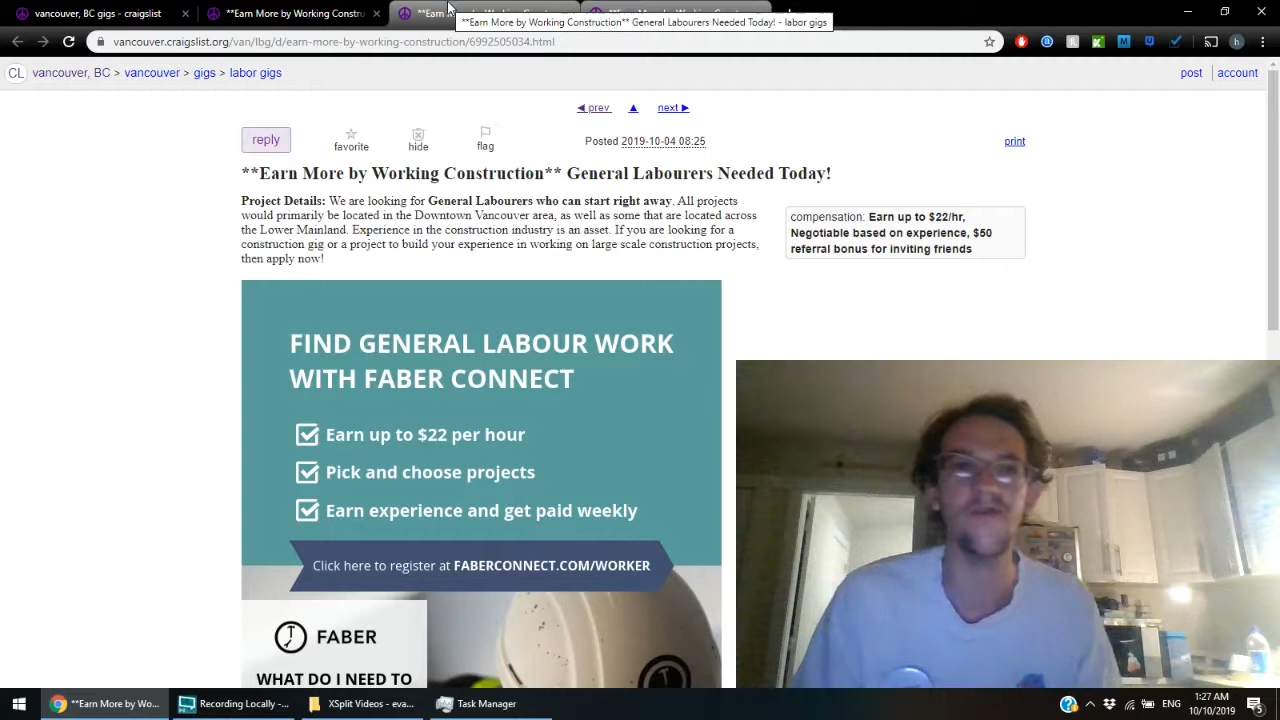 vancouver, BC gigs - craigslist
**Earn More by Working Constru
**Earn
**Earn More by Working Construction** General Labourers Needed Today! - labor gigs
vancouver.craigslist.org/van/lbg/d/earn-more-by-working-construction/6992505034.html
CL vancouver, BC > vancouver > gigs > labor gigs
post account
◀ prev ▲ next ▶
reply
favorite
hide
flag
Posted 2019-10-04 08:25
print
**Earn More by Working Construction** General Labourers Needed Today!
Project Details: We are looking for General Labourers who can start right away. All projects
would primarily be located in the Downtown Vancouver area, as well as some that are located across
the Lower Mainland. Experience in the construction industry is an asset. If you are looking for a
construction gig or a project to build your experience in working on large scale construction projects,
then apply now!
compensation: Earn up to $22/hr,
Negotiable based on experience, $50
referral bonus for inviting friends
FIND GENERAL LABOUR WORK
WITH FABER CONNECT
Earn up to $22 per hour
Pick and choose projects
Earn experience and get paid weekly
Click here to register at FABERCONNECT.COM/WORKER
FABER
WHAT DO I NEED TO
**Earn More by Wo...
Recording Locally -...
XSplit Videos - eva...
Task Manager
ENG
1:27 AM
10/10/2019